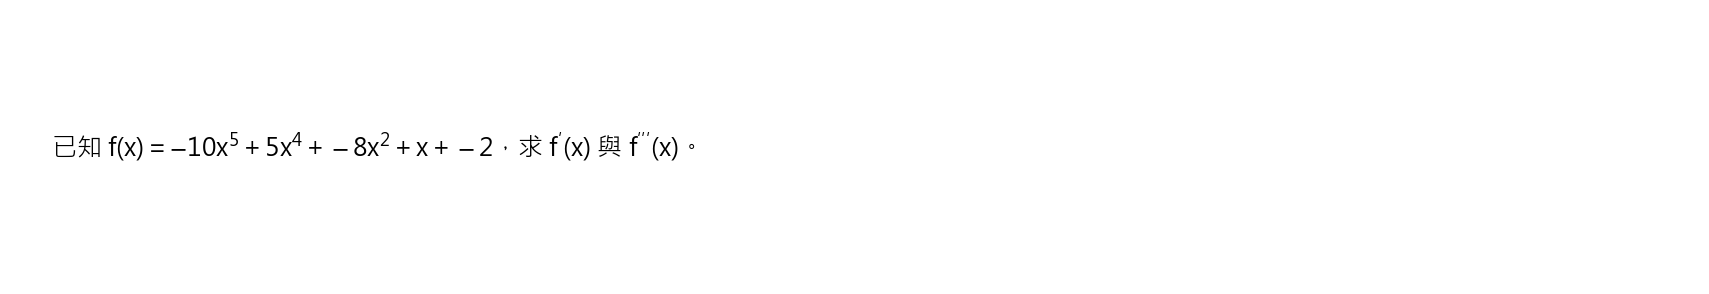 已知 f(x) = −10x⁵ + 5x⁴ + − 8x² + x + − 2，求 f′(x) 與 f′′′(x)。